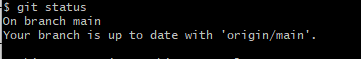 $ git status
On branch main
Your branch is up to date with 'origin/main'.